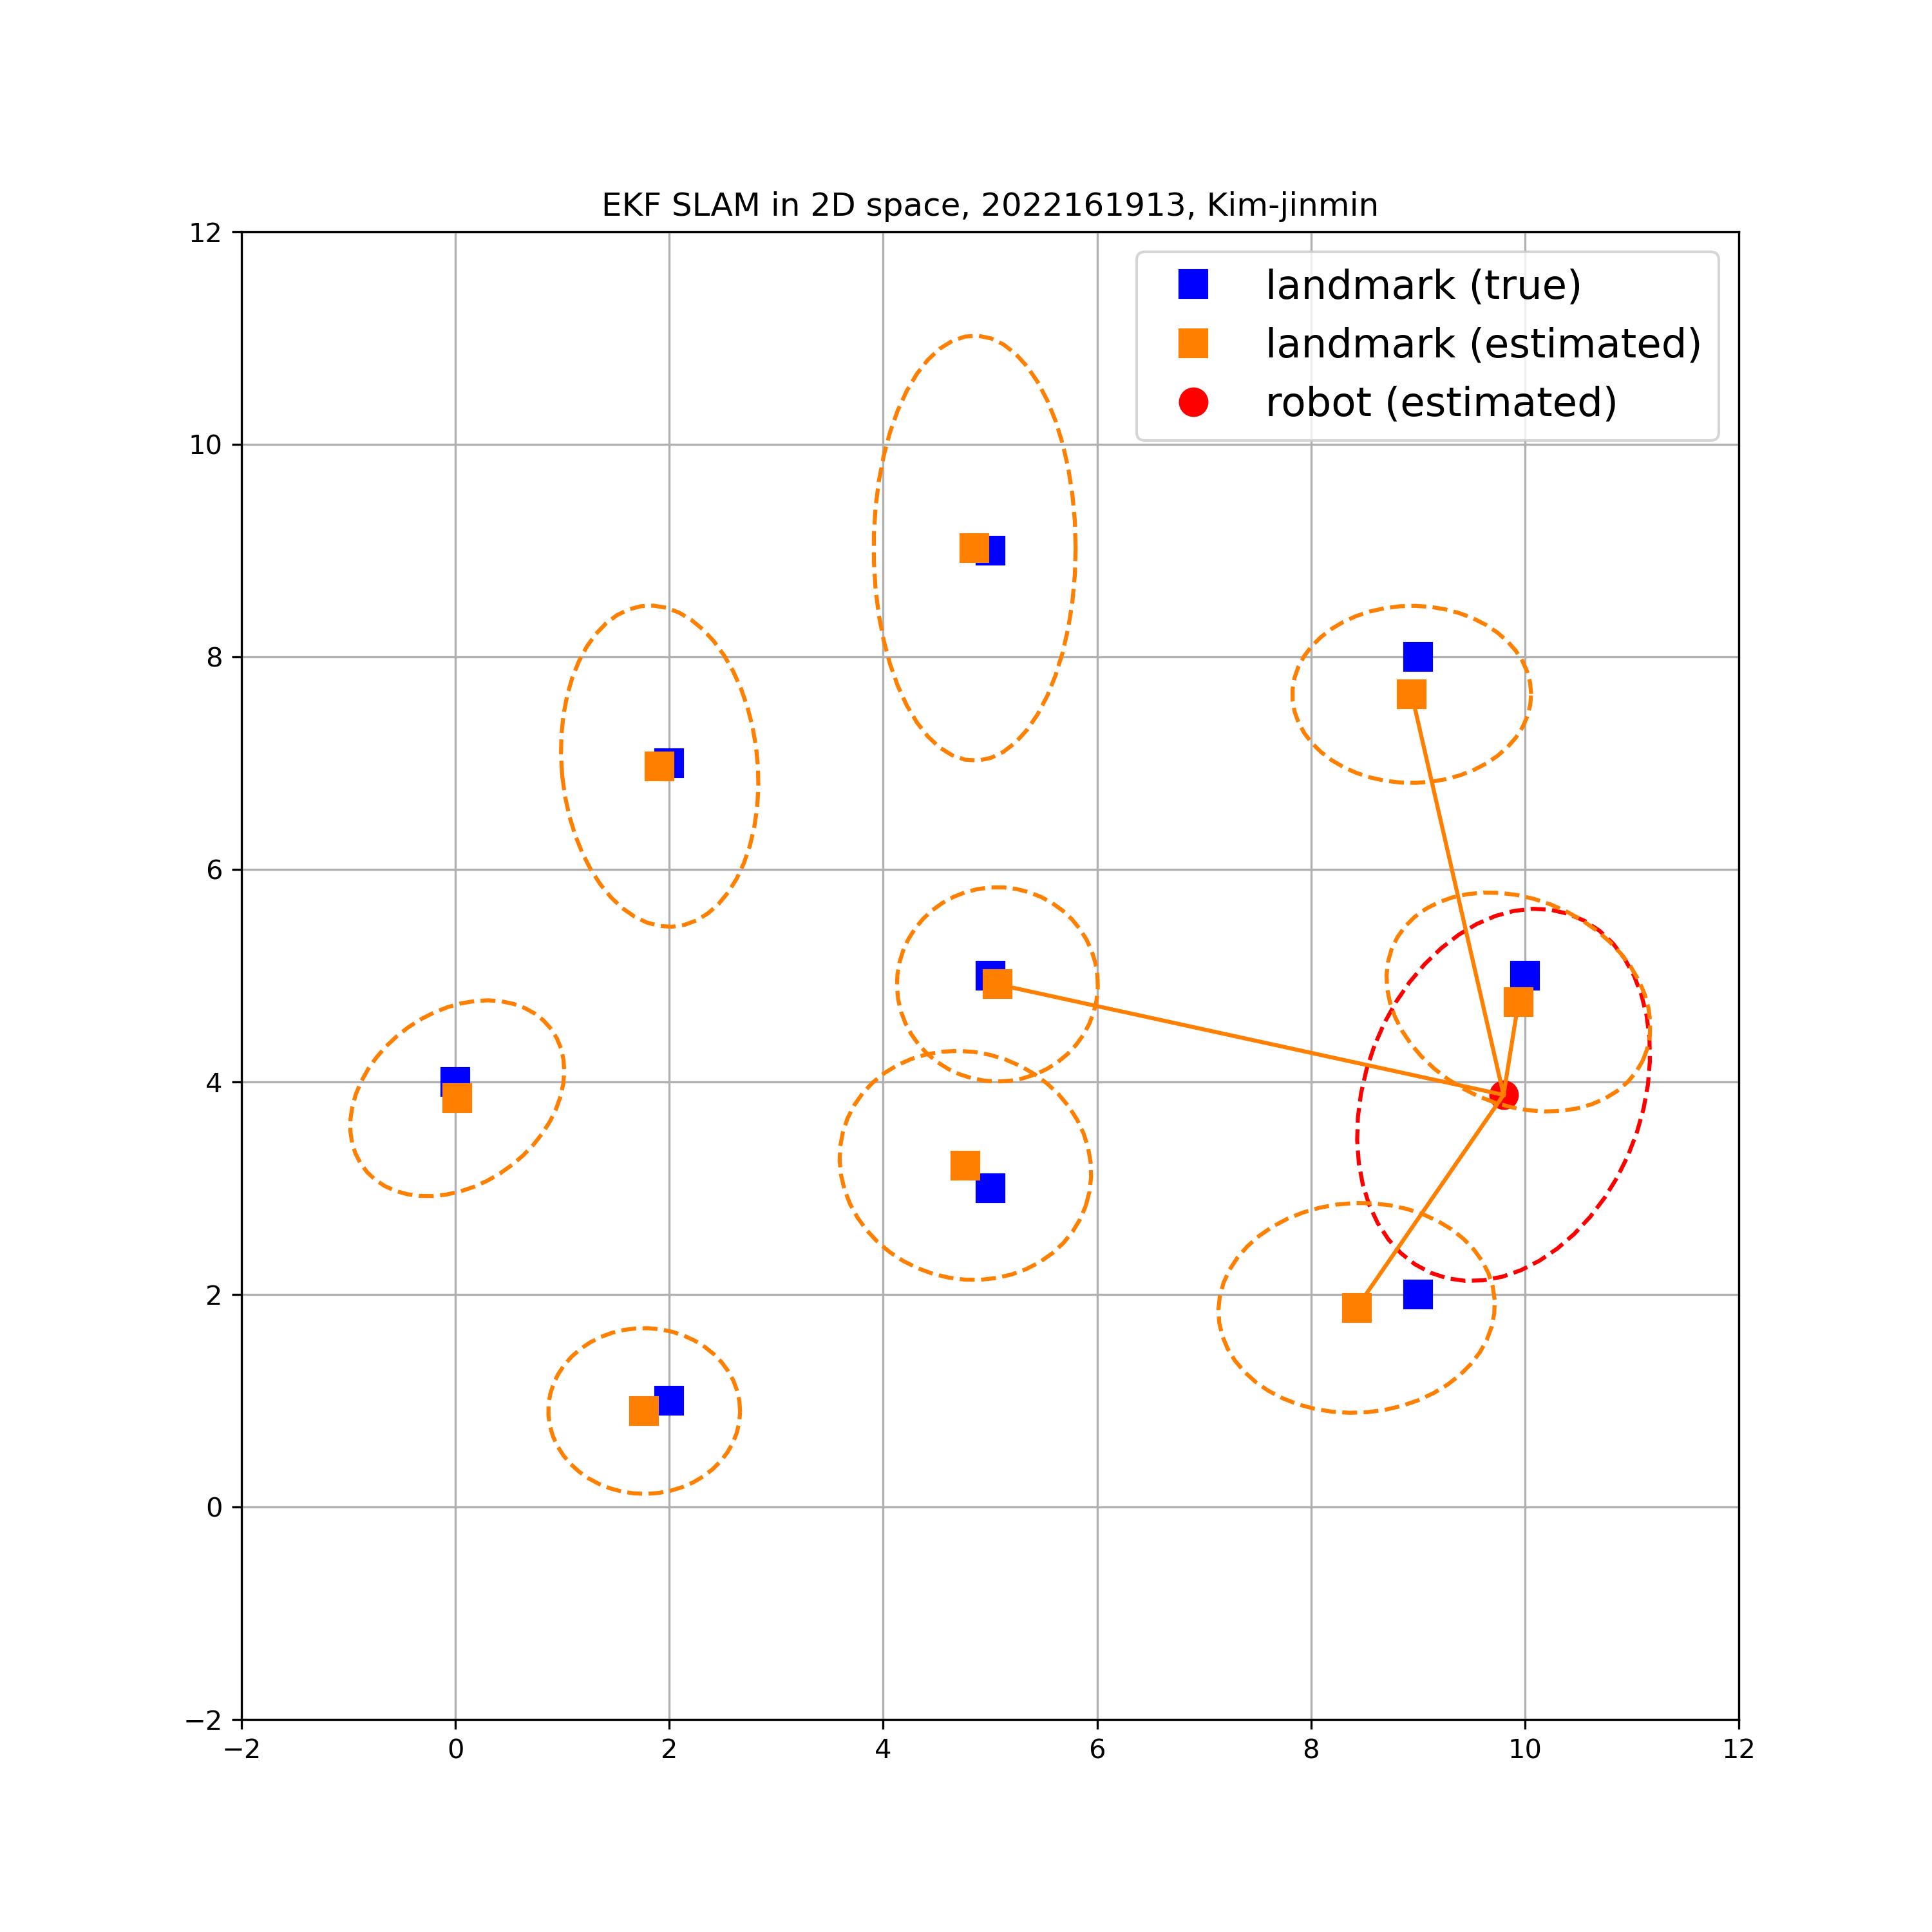 EKF SLAM in 2D space, 2022161913, Kim-jinmin
landmark (true)
landmark (estimated)
robot (estimated)
12
10
8
6
4
2
0
−2
−2 0 2 4 6 8 10 12